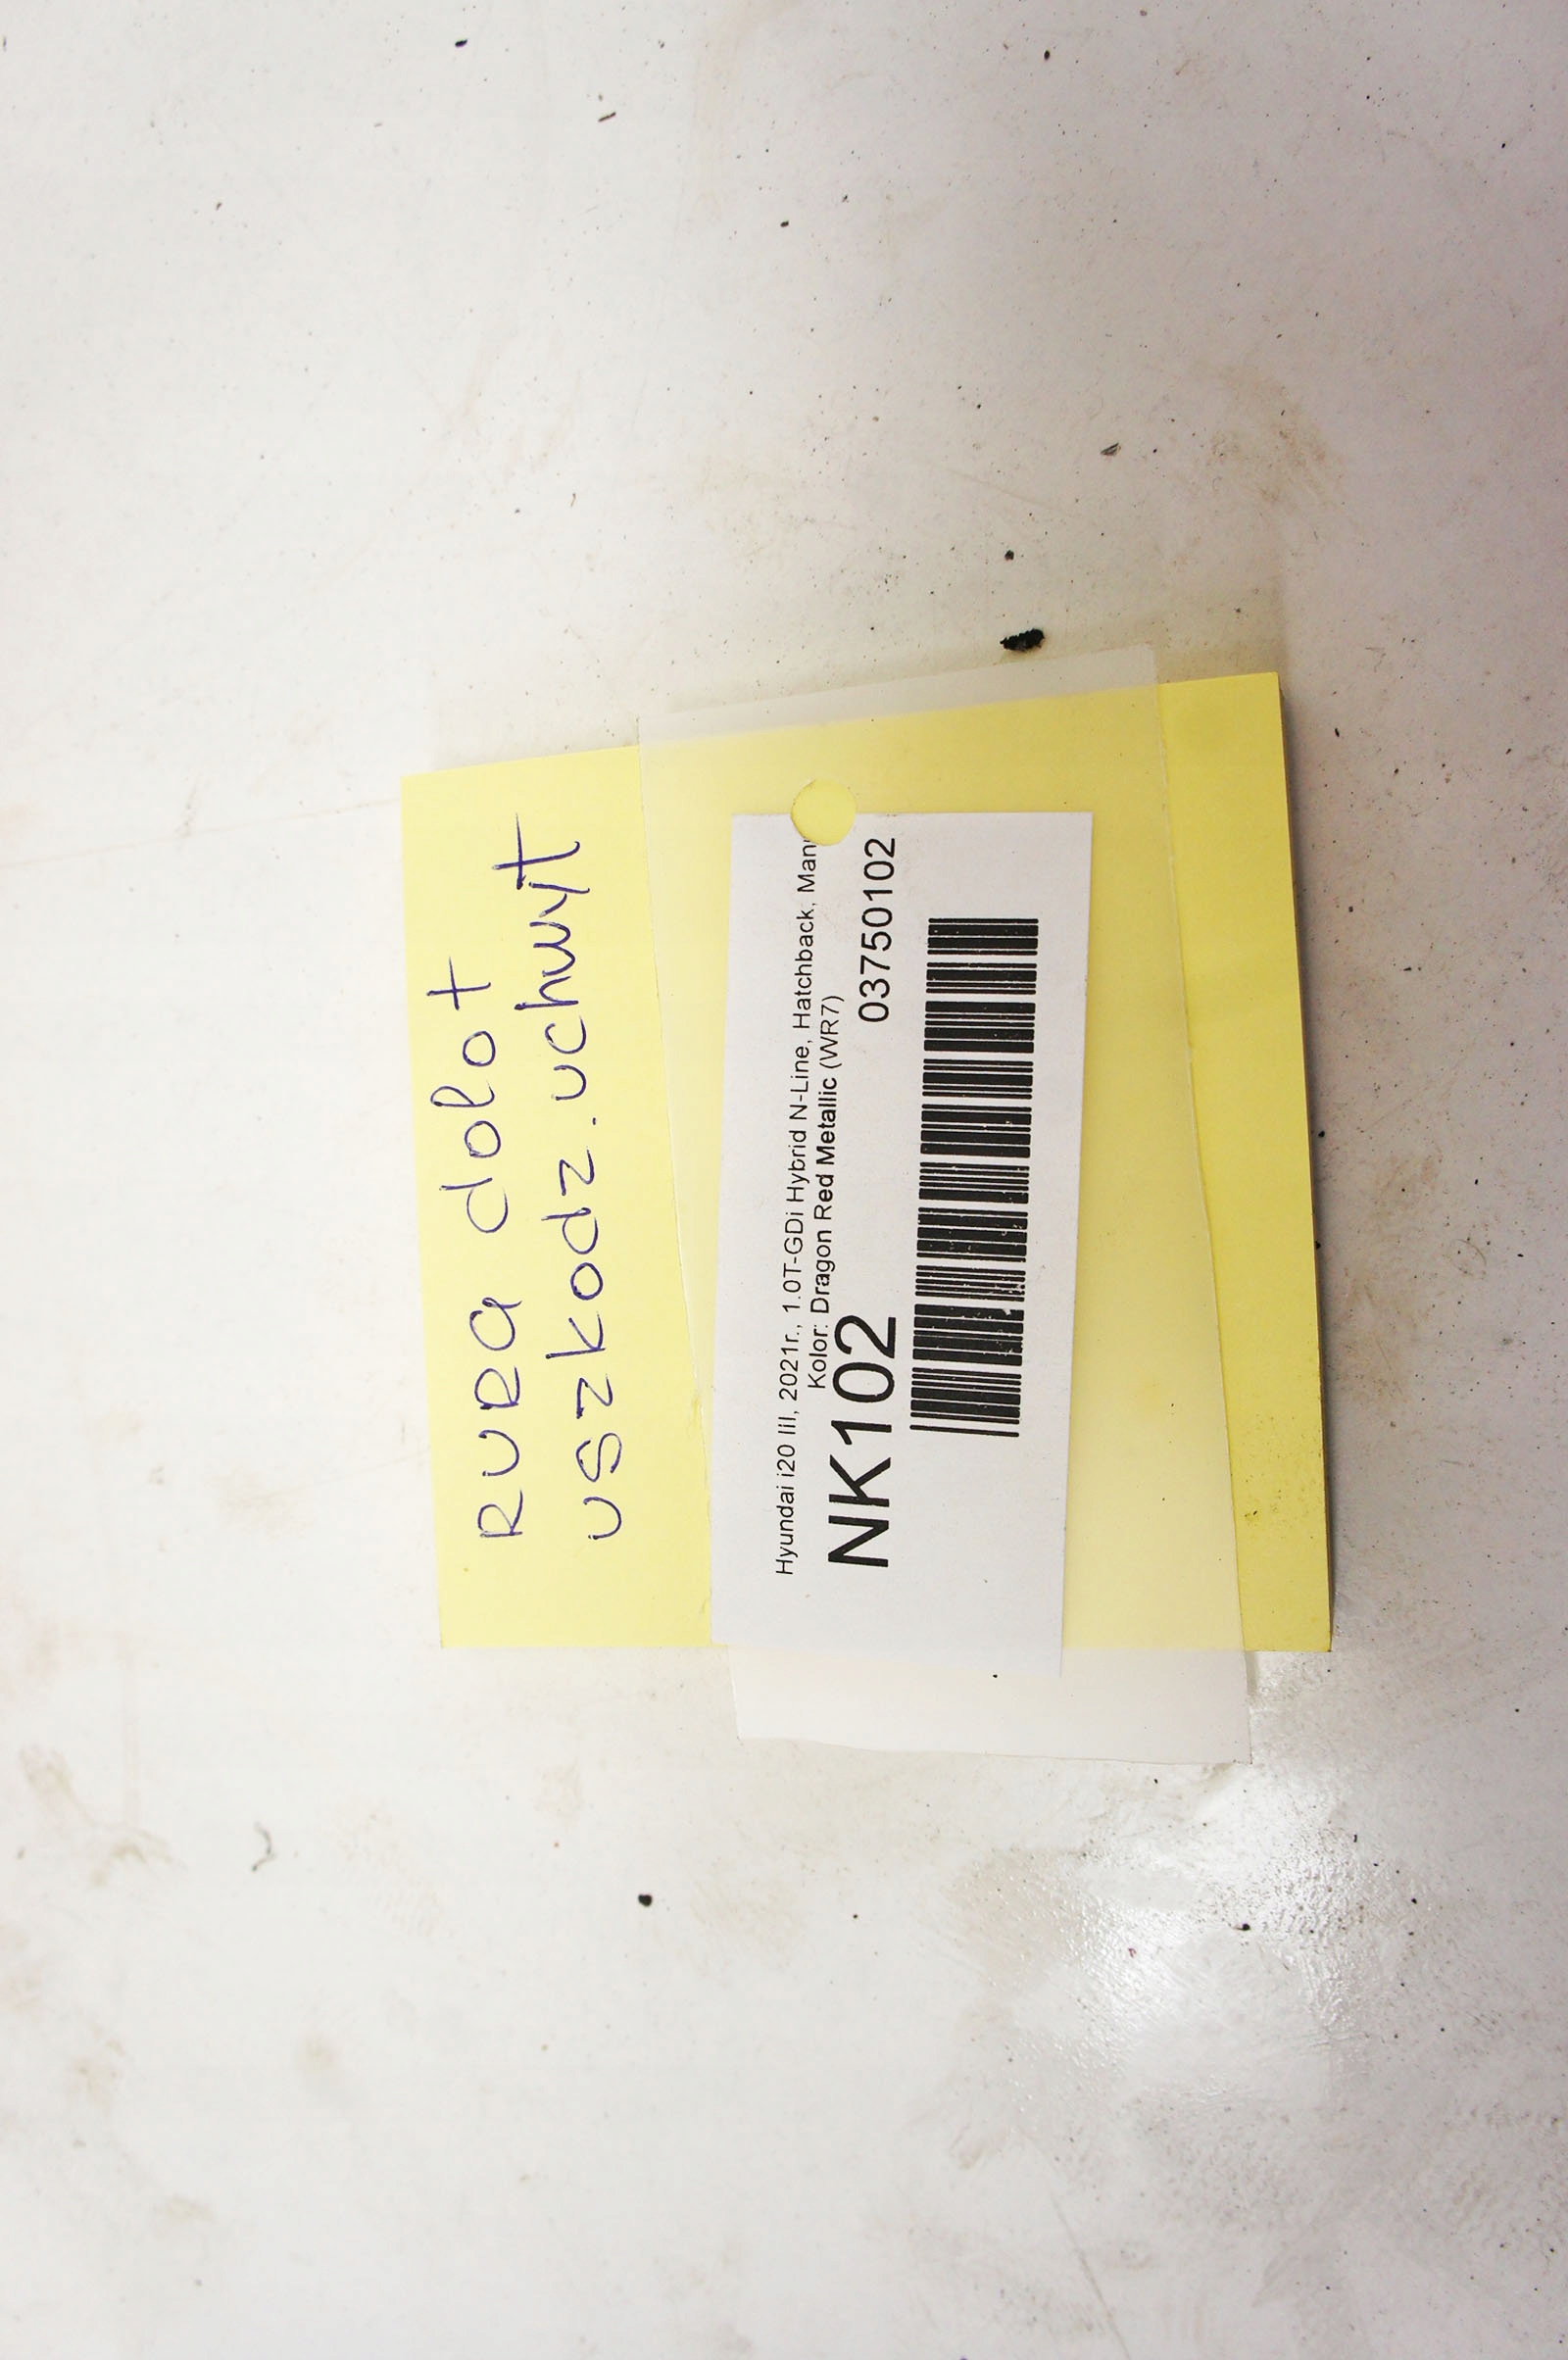 RURA dolot
uszkodz. uchwyt
Hyundai i20 III, 2021r., 1.0T-GDi Hybrid N-Line, Hatchback,
Kolor: Dragon Red Metallic (WR7)
NK102 03750102